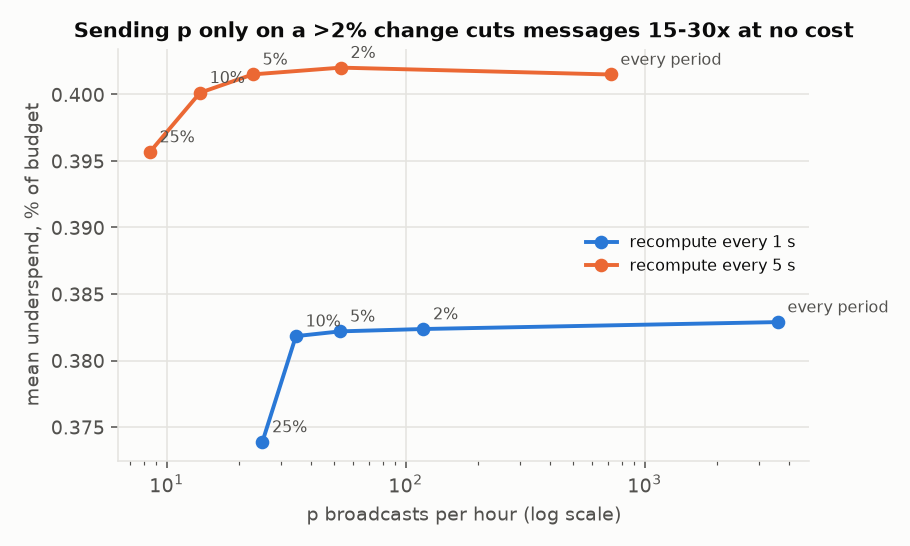 Sending p only on a >2% change cuts messages 15-30x at no cost
mean underspend, % of budget
0.400
0.395
0.390
0.385
0.380
0.375
25%
10%
5%
2%
every period
25%
10%
5%
2%
every period
recompute every 1 s
recompute every 5 s
10¹
10²
10³
p broadcasts per hour (log scale)